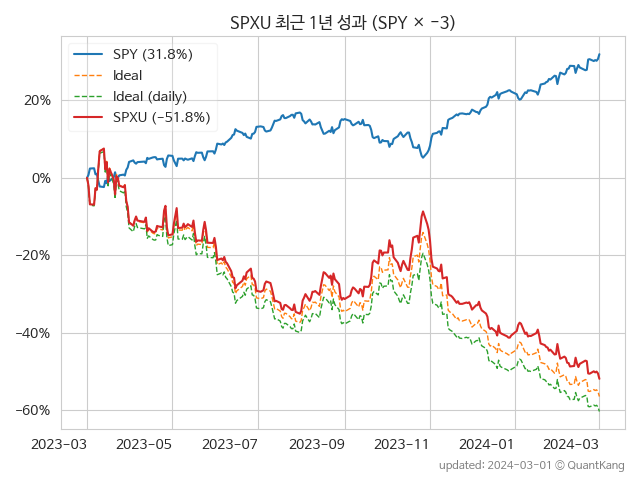 SPXU 최근 1년 성과 (SPY × -3)
SPY (31.8%)
Ideal
Ideal (daily)
SPXU (-51.8%)
20%
0%
-20%
-40%
-60%
2023-03 2023-05 2023-07 2023-09 2023-11 2024-01 2024-03
updated: 2024-03-01 © QuantKang